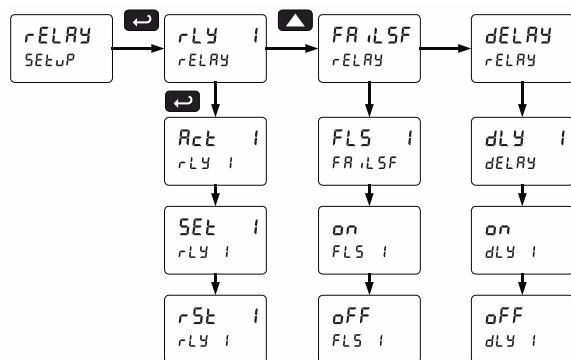 rELAY
SEtuP
rLY 1
rELAY
FAiLSF
rELAY
dELAY
rELAY
Act 1
rLY 1
FLS 1
FAiLSF
dLY 1
dELAY
SEt 1
rLY 1
on
FLS 1
on
dLY 1
rSt 1
rLY 1
oFF
FLS 1
oFF
dLY 1